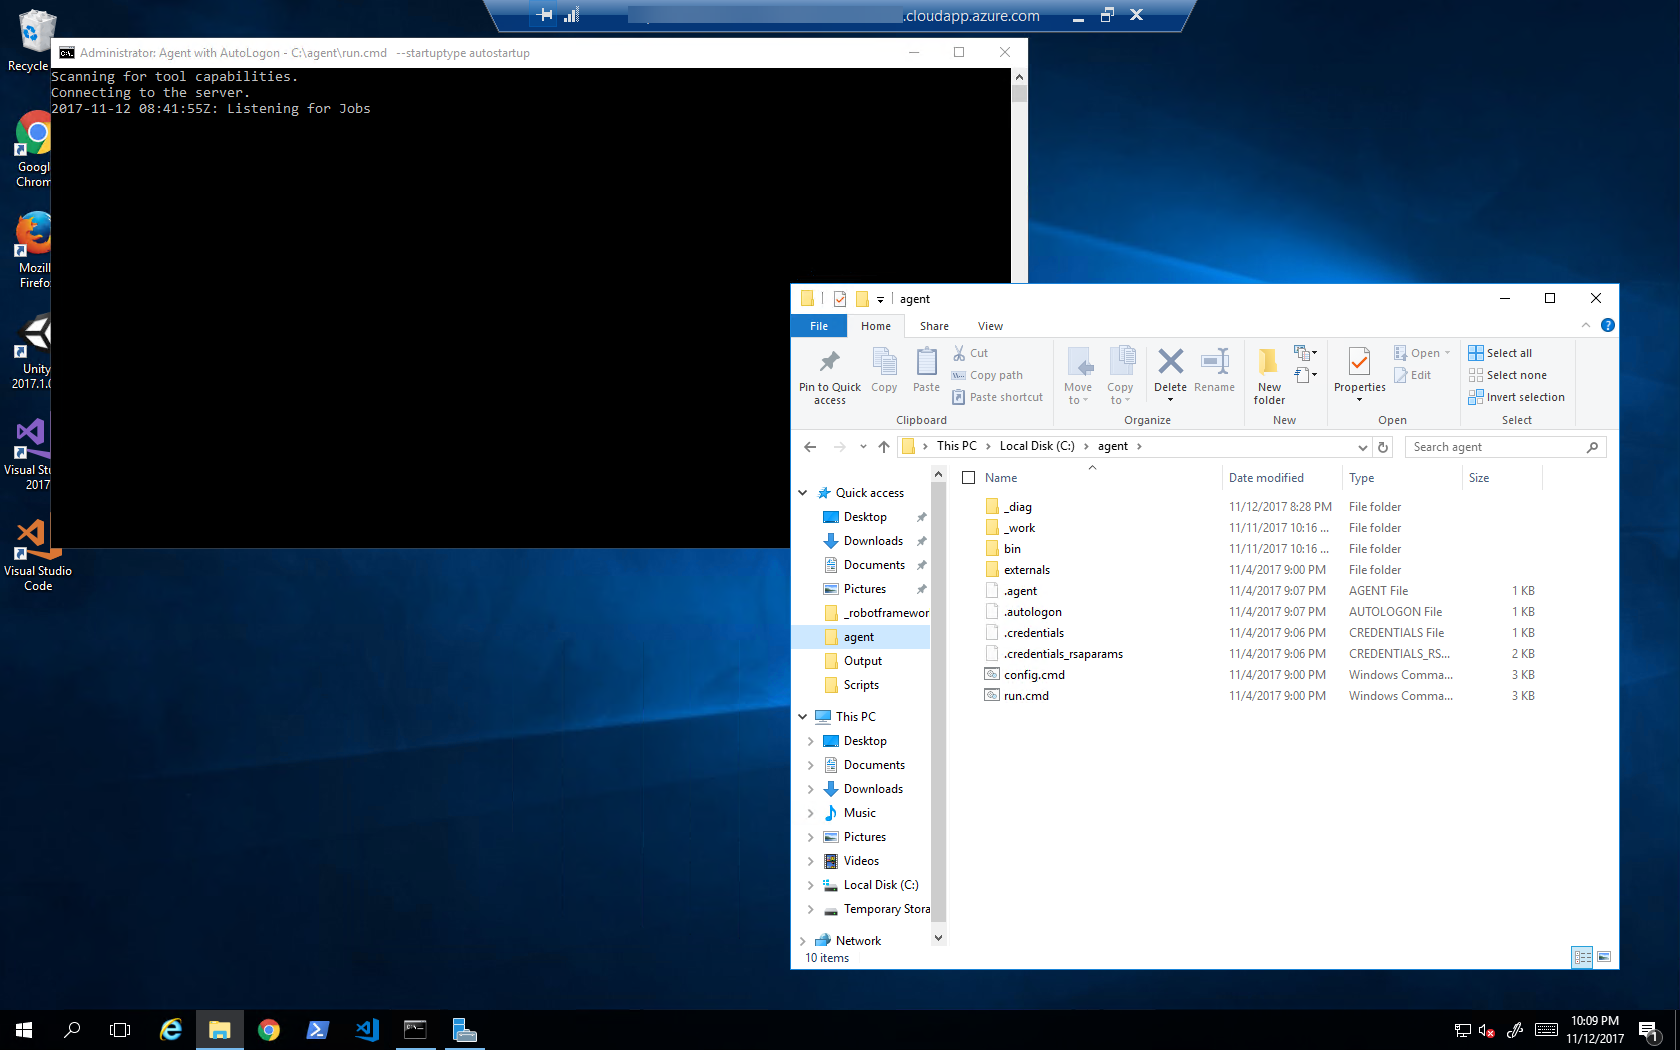 .cloudapp.azure.com
Recycle
Googl
Chrom
Mozill
Firefo
Unity
2017.1.0
Visual Stu
2017
Visual Studio
Code
Administrator: Agent with AutoLogon - C:\agent\run.cmd --startuptype autostartup
Scanning for tool capabilities.
Connecting to the server.
2017-11-12 08:41:55Z: Listening for Jobs
agent
File Home Share View
Pin to Quick
access
Copy
Paste
Cut
Copy path
Paste shortcut
Clipboard
Move
to
Copy
to
Delete
Rename
Organize
New
folder
New
Properties
Open
Edit
Open
Select all
Select none
Invert selection
Select
This PC Local Disk (C:) agent
Search agent
Quick access
Desktop
Downloads
Documents
Pictures
_robotframewor
agent
Output
Scripts
This PC
Desktop
Documents
Downloads
Music
Pictures
Videos
Local Disk (C:)
Temporary Stora
Network
Name Date modified Type Size
_diag 11/12/2017 8:28 PM File folder
_work 11/11/2017 10:16 ... File folder
bin 11/11/2017 10:16 ... File folder
externals 11/4/2017 9:00 PM File folder
.agent 11/4/2017 9:07 PM AGENT File 1 KB
.autologon 11/4/2017 9:07 PM AUTOLOGON File 1 KB
.credentials 11/4/2017 9:06 PM CREDENTIALS File 1 KB
.credentials_rsaparams 11/4/2017 9:06 PM CREDENTIALS_RS... 2 KB
config.cmd 11/4/2017 9:00 PM Windows Comma... 3 KB
run.cmd 11/4/2017 9:00 PM Windows Comma... 3 KB
10 items
10:09 PM
11/12/2017
1